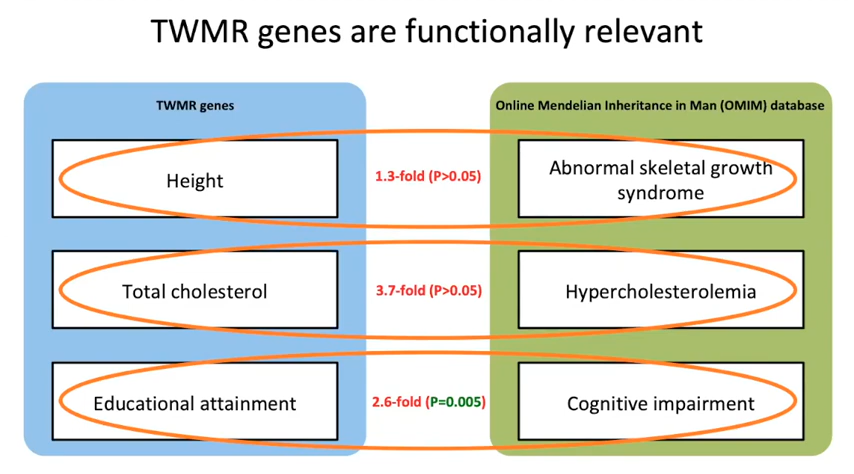 TWMR genes are functionally relevant
TWMR genes
Online Mendelian Inheritance in Man (OMIM) database
Height
1.3-fold (P>0.05)
Abnormal skeletal growth
syndrome
Total cholesterol
3.7-fold (P>0.05)
Hypercholesterolemia
Educational attainment
2.6-fold (P=0.005)
Cognitive impairment